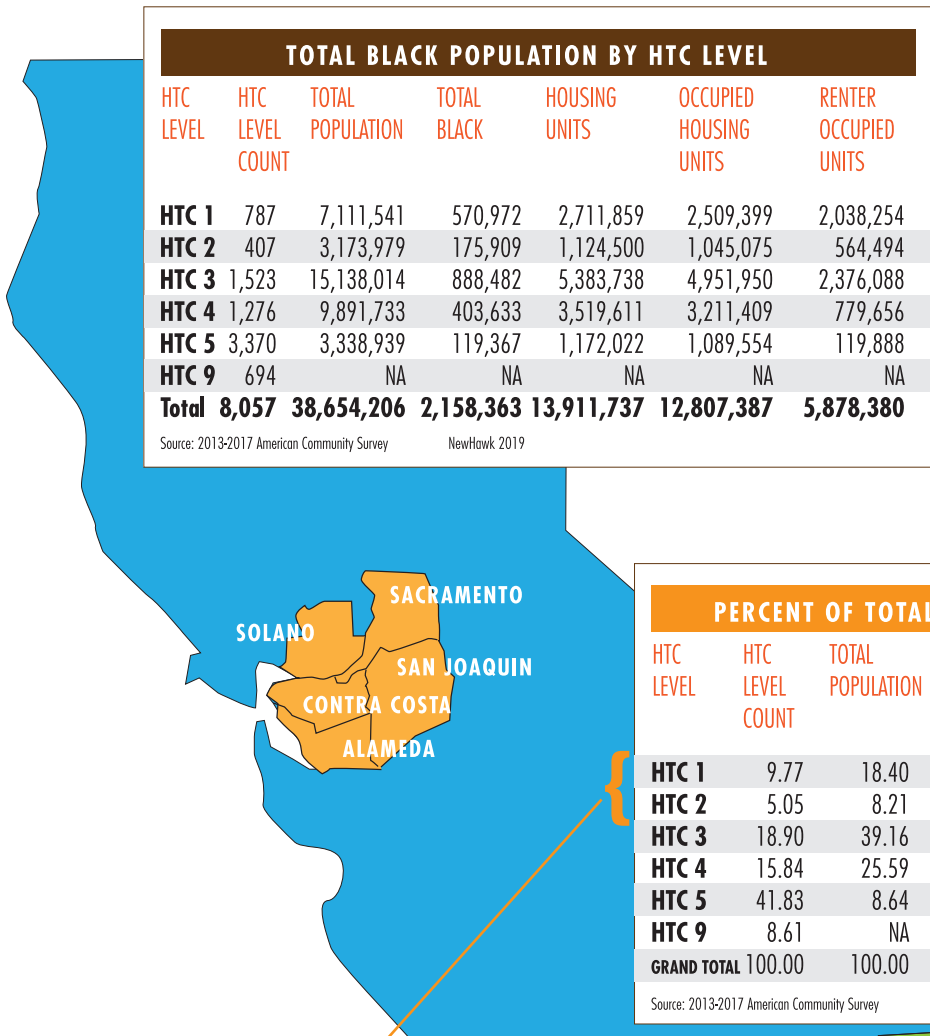 TOTAL BLACK POPULATION BY HTC LEVEL
HTC LEVEL HTC LEVEL COUNT TOTAL POPULATION TOTAL BLACK HOUSING UNITS OCCUPIED HOUSING UNITS RENTER OCCUPIED UNITS
HTC 1 787 7,111,541 570,972 2,711,859 2,509,399 2,038,254
HTC 2 407 3,173,979 175,909 1,124,500 1,045,075 564,494
HTC 3 1,523 15,138,014 888,482 5,383,738 4,951,950 2,376,088
HTC 4 1,276 9,891,733 403,633 3,519,611 3,211,409 779,656
HTC 5 3,370 3,338,939 119,367 1,172,022 1,089,554 119,888
HTC 9 694 NA NA NA NA NA
Total 8,057 38,654,206 2,158,363 13,911,737 12,807,387 5,878,380
Source: 2013-2017 American Community Survey NewHawk 2019
SACRAMENTO
SOLANO
SAN JOAQUIN
CONTRA COSTA
ALAMEDA
PERCENT OF TOTAL
HTC LEVEL HTC LEVEL COUNT TOTAL POPULATION
HTC 1 9.77 18.40
HTC 2 5.05 8.21
HTC 3 18.90 39.16
HTC 4 15.84 25.59
HTC 5 41.83 8.64
HTC 9 8.61 NA
GRAND TOTAL 100.00 100.00
Source: 2013-2017 American Community Survey